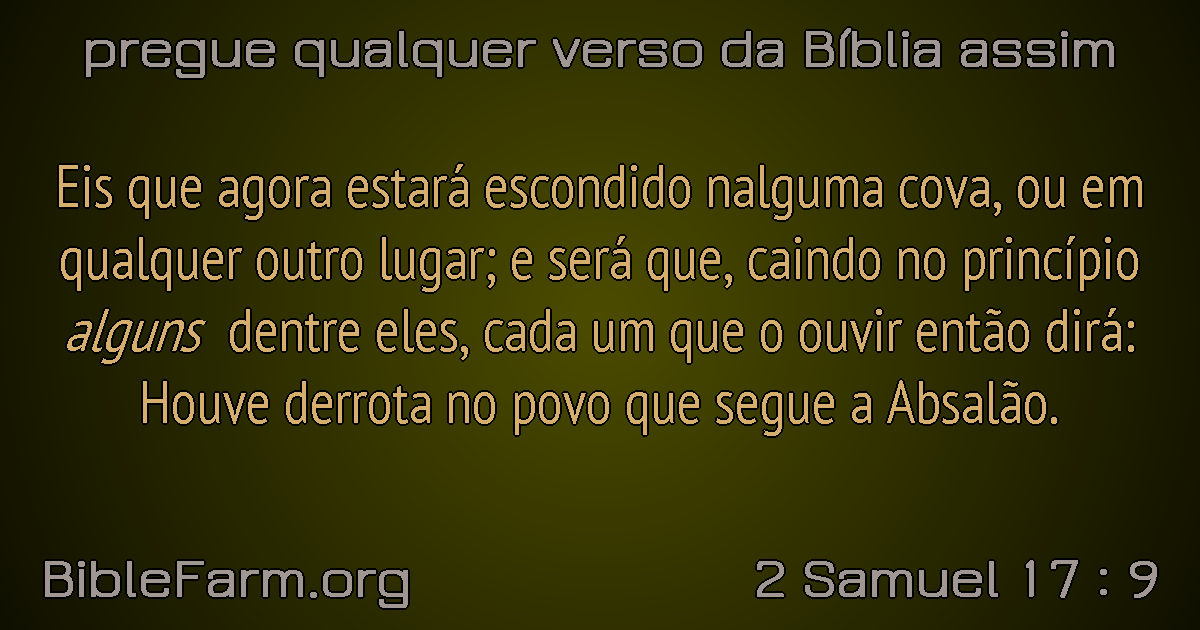 pregue qualquer verso da Bíblia assim
Eis que agora estará escondido nalguma cova, ou em
qualquer outro lugar; e será que, caindo no princípio
alguns dentre eles, cada um que o ouvir então dirá:
Houve derrota no povo que segue a Absalão.
BibleFarm.org
2 Samuel 17 : 9